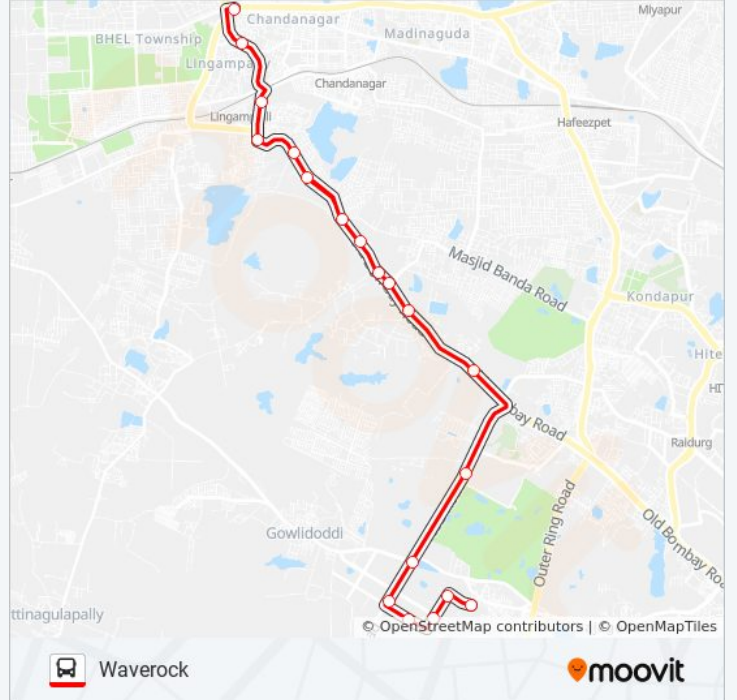 Miyapur
Chandanagar
Madinaguda
BHEL Township
Lingampally
Chandanagar
Lingampalli
Hafeezpet
Masjid Banda Road
Kondapur
Hite
HIT
bay Road
Raidurg
Outer Ring Road
Old Bombay Roa
Gowlidoddi
ttinagulapally
© OpenStreetMap contributors | © OpenMapTiles
Waverock
moovit